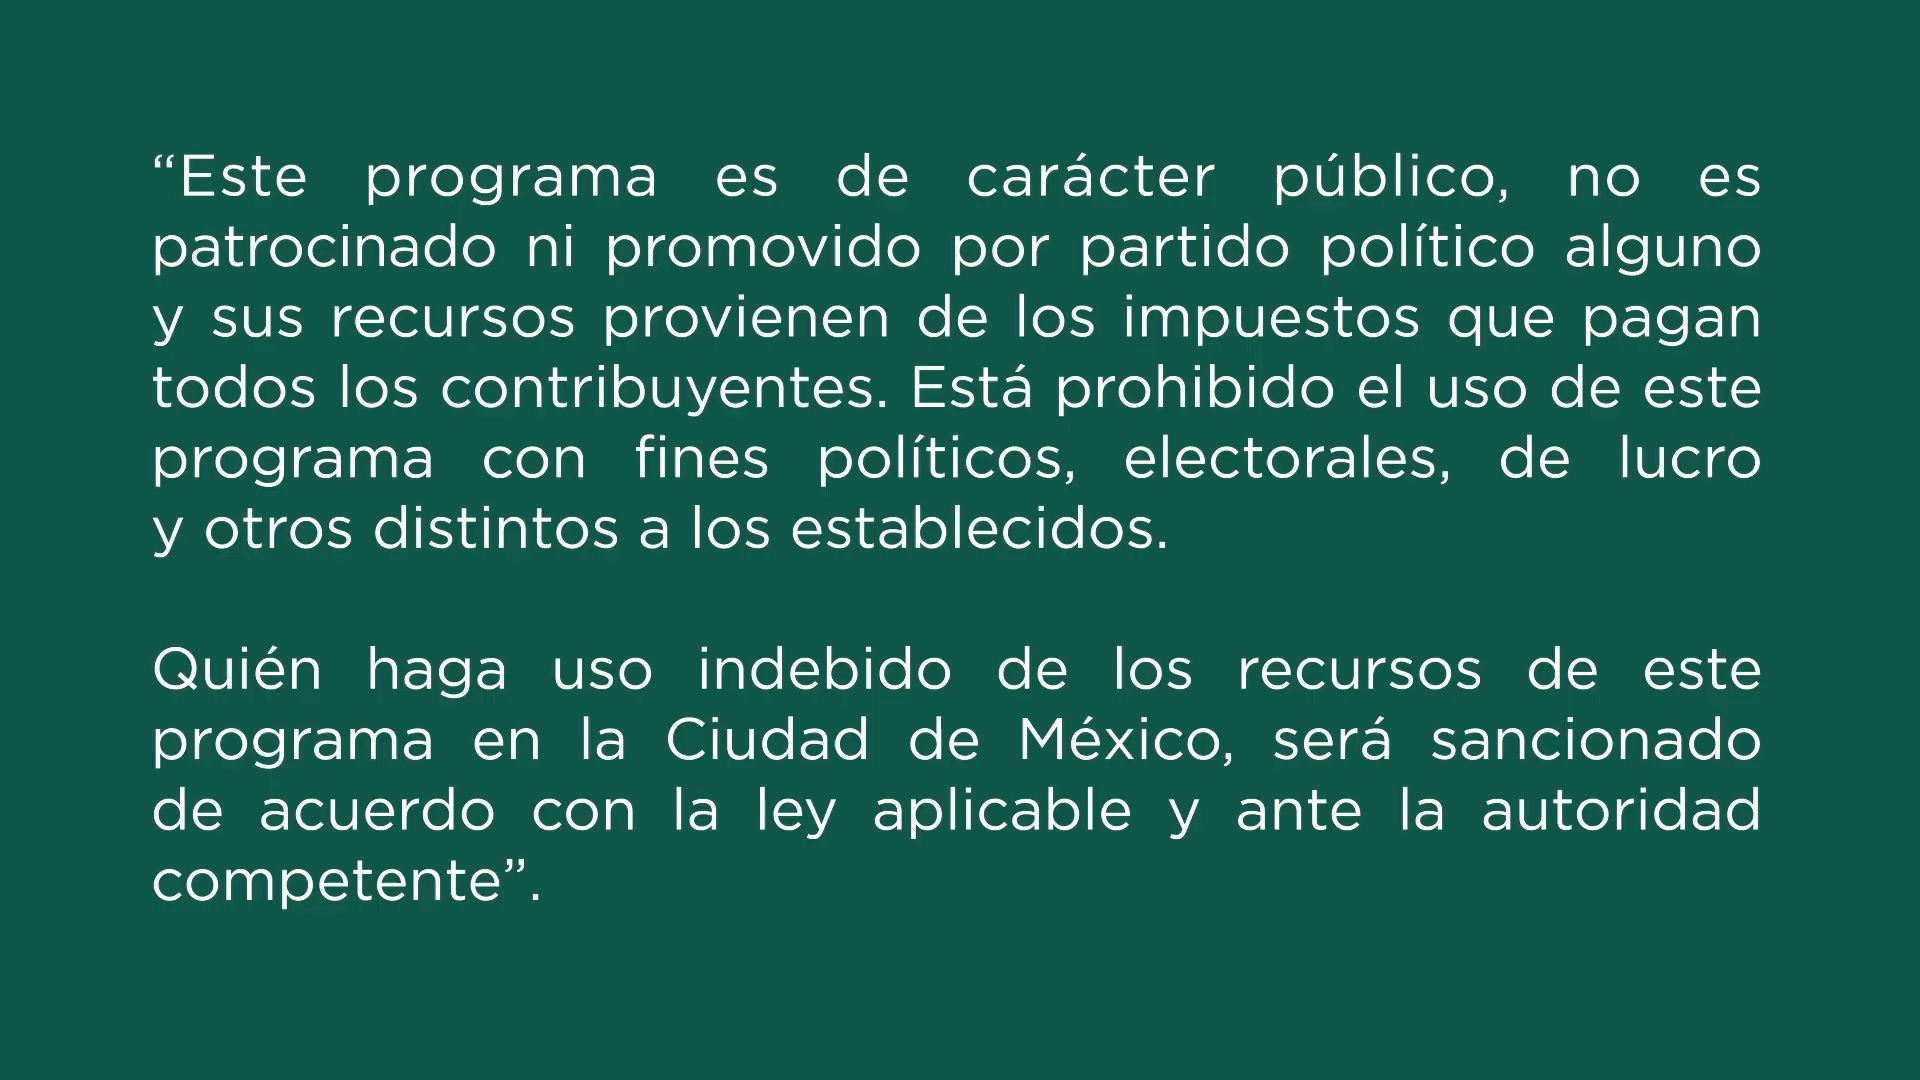 “Este programa es de carácter público, no es
patrocinado ni promovido por partido político alguno
y sus recursos provienen de los impuestos que pagan
todos los contribuyentes. Está prohibido el uso de este
programa con fines políticos, electorales, de lucro
y otros distintos a los establecidos.
Quién haga uso indebido de los recursos de este
programa en la Ciudad de México, será sancionado
de acuerdo con la ley aplicable y ante la autoridad
competente”.